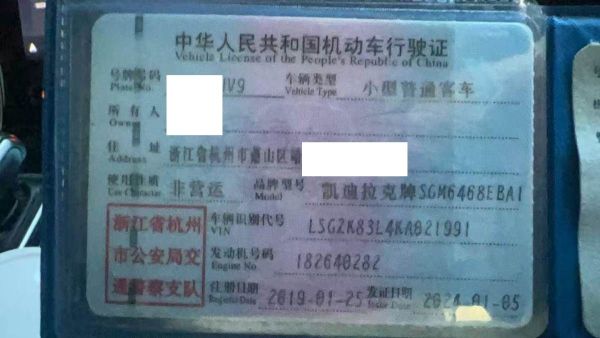 中华人民共和国机动车行驶证
Vehicle License of the People's Republic of China
号牌号码 V9 车辆类型 小型普通客车
Plate No. Vehicle Type
所有人
Owner
住址 浙江省杭州市萧山区
Address
使用性质 非营运 品牌型号 凯迪拉克牌SGM6468EBA1
Use Character Model
浙江省杭州 车辆识别代号 LSGZK83L4KA021991
VIN
市公安局交 发动机号码 182640282
Engine No.
通警察支队 注册日期 2019-01-25 发证日期 2024-01-05
Register Date Issue Date